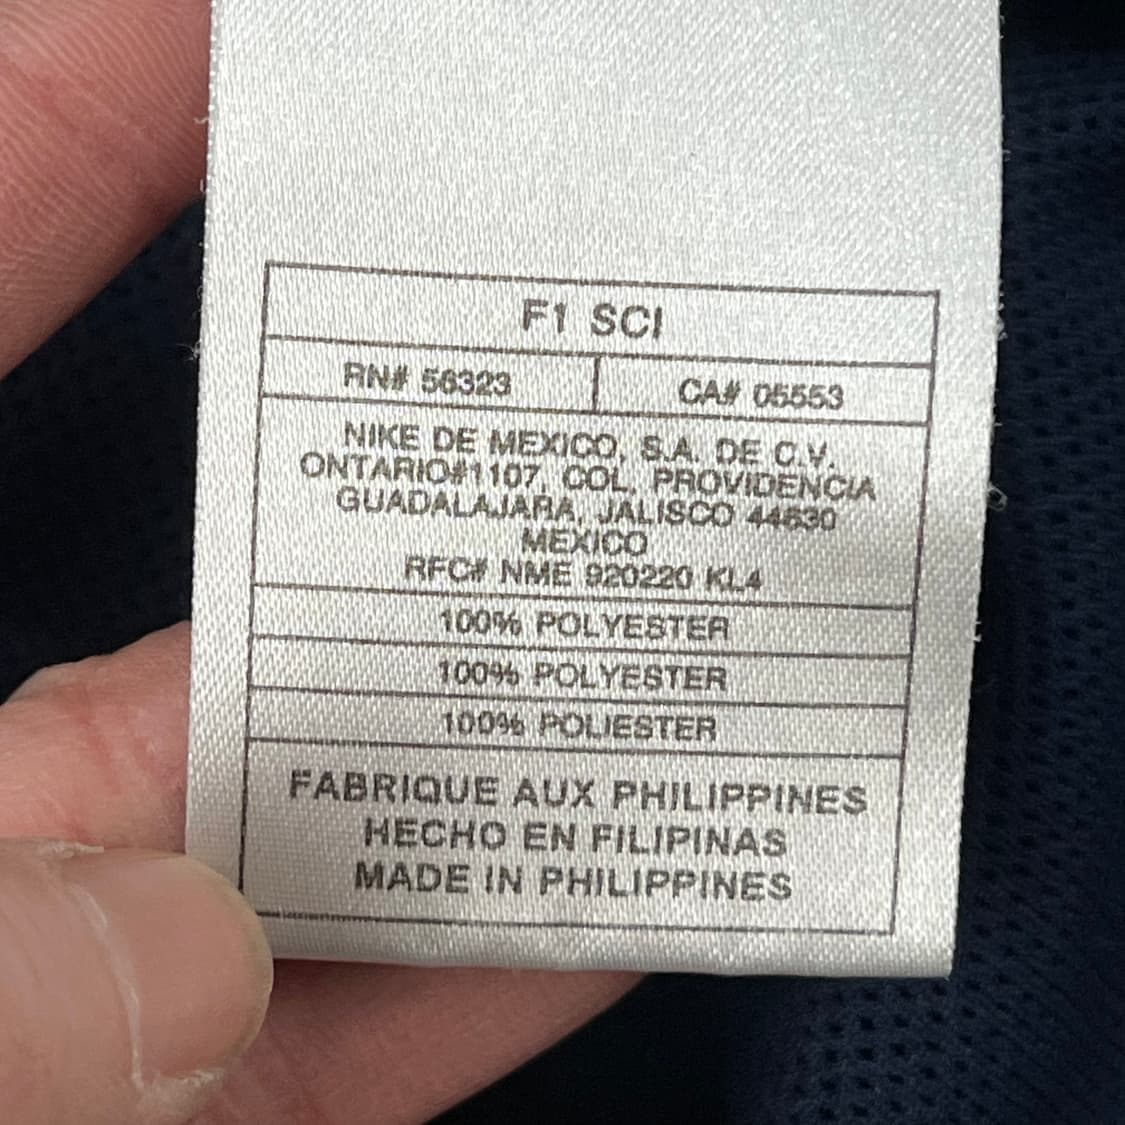 F1 SCI
RN# 56323
CA# 05553
NIKE DE MEXICO, S.A. DE C.V.
ONTARIO#1107, COL. PROVIDENCIA
GUADALAJARA, JALISCO 44630
MEXICO
RFC# NME 920220 KL4
100% POLYESTER
100% POLYESTER
100% POLIESTER
FABRIQUE AUX PHILIPPINES
HECHO EN FILIPINAS
MADE IN PHILIPPINES